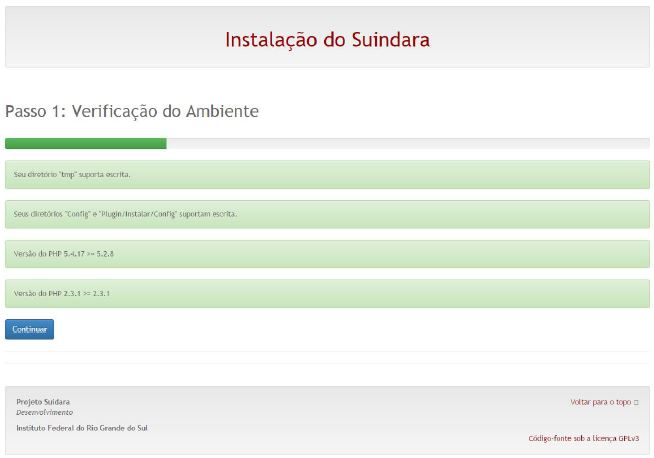 Instalação do Suindara
Passo 1: Verificação do Ambiente
Seu diretório "tmp" suporta escrita.
Seus diretórios "Config" e "Plugin/Instalar/Config" suportam escrita.
Versão do PHP 5.4.17 >= 5.2.8
Versão do PHP 2.3.1 >= 2.3.1
Continuar
Projeto Suidara
Voltar para o topo
Desenvolvimento
Instituto Federal do Rio Grande do Sul
Código-fonte sob a licença GPLv3